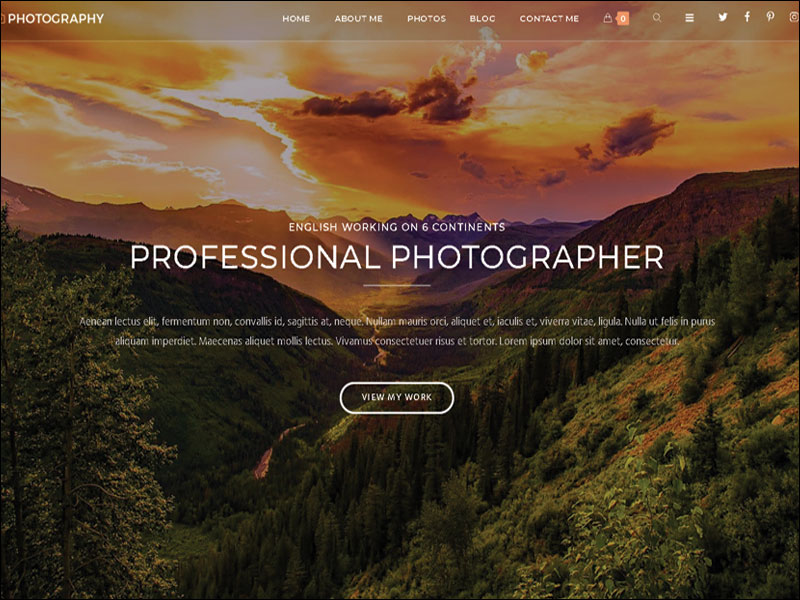 PHOTOGRAPHY
HOME ABOUT ME PHOTOS BLOG CONTACT ME 0
ENGLISH WORKING ON 6 CONTINENTS
PROFESSIONAL PHOTOGRAPHER
Aenean lectus elit, fermentum non, convallis id, sagittis at, neque. Nullam mauris orci, aliquet et, iaculis et, viverra vitae, ligula. Nulla ut felis in purus
aliquam imperdiet. Maecenas aliquet mollis lectus. Vivamus consectetuer risus et tortor. Lorem ipsum dolor sit amet, consectetur.
VIEW MY WORK